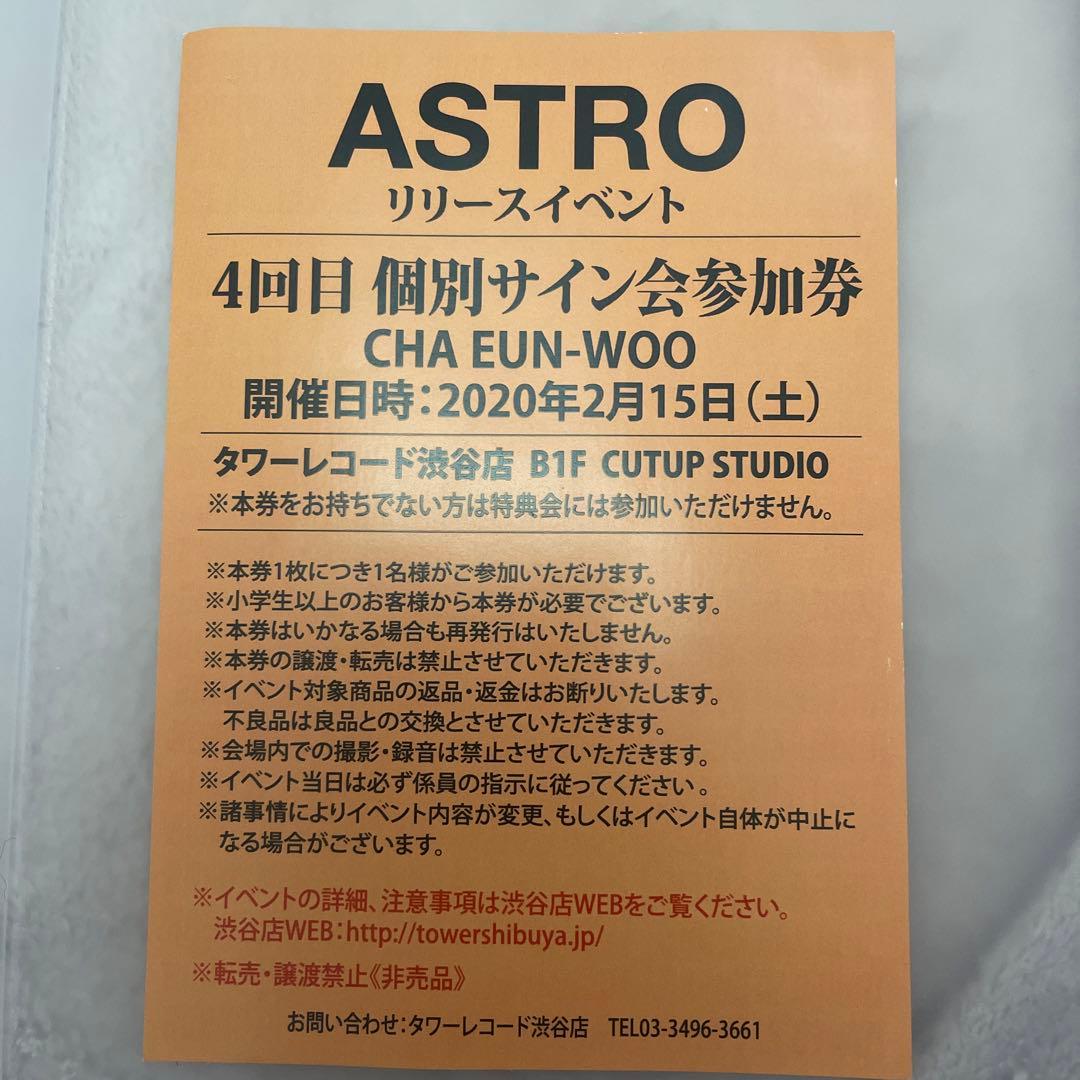 ASTRO
リリースイベント
4回目 個別サイン会参加券
CHA EUN-WOO
開催日時：2020年2月15日（土）
タワーレコード渋谷店 B1F CUTUP STUDIO
※本券をお持ちでない方は特典会には参加いただけません。
※本券1枚につき1名様がご参加いただけます。
※小学生以上のお客様から本券が必要でございます。
※本券はいかなる場合も再発行はいたしません。
※本券の譲渡・転売は禁止させていただきます。
※イベント対象商品の返品・返金はお断りいたします。
不良品は良品との交換とさせていただきます。
※会場内での撮影・録音は禁止させていただきます。
※イベント当日は必ず係員の指示に従ってください。
※諸事情によりイベント内容が変更、もしくはイベント自体が中止に
なる場合がございます。
※イベントの詳細、注意事項は渋谷店WEBをご覧ください。
渋谷店WEB：http://towershibuya.jp/
※転売・譲渡禁止《非売品》
お問い合わせ：タワーレコード渋谷店 TEL03-3496-3661